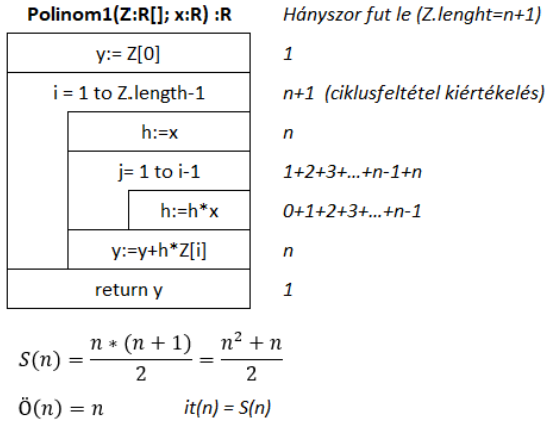 Polinom1(Z:R[]; x:R) :R Hányszor fut le (Z.lenght=n+1)
y:= Z[0] 1
i = 1 to Z.length-1 n+1 (ciklusfeltétel kiértékelés)
h:=x n
j= 1 to i-1 1+2+3+...+n-1+n
h:=h*x 0+1+2+3+...+n-1
y:=y+h*Z[i] n
return y 1
S(n) = n * (n + 1) / 2 = n² + n / 2
Ö(n) = n it(n) = S(n)